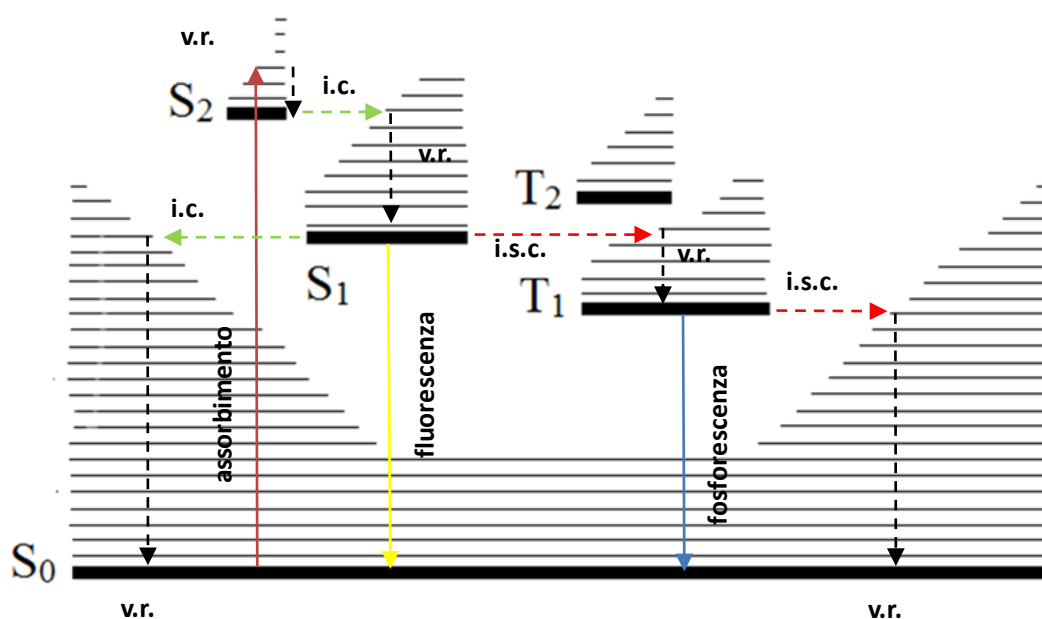 v.r.
i.c.
S₂
v.r.
T₂
i.c.
i.s.c.
v.r.
i.s.c.
S₁
T₁
assorbimento
fluorescenza
fosforescenza
S₀
v.r.
v.r.